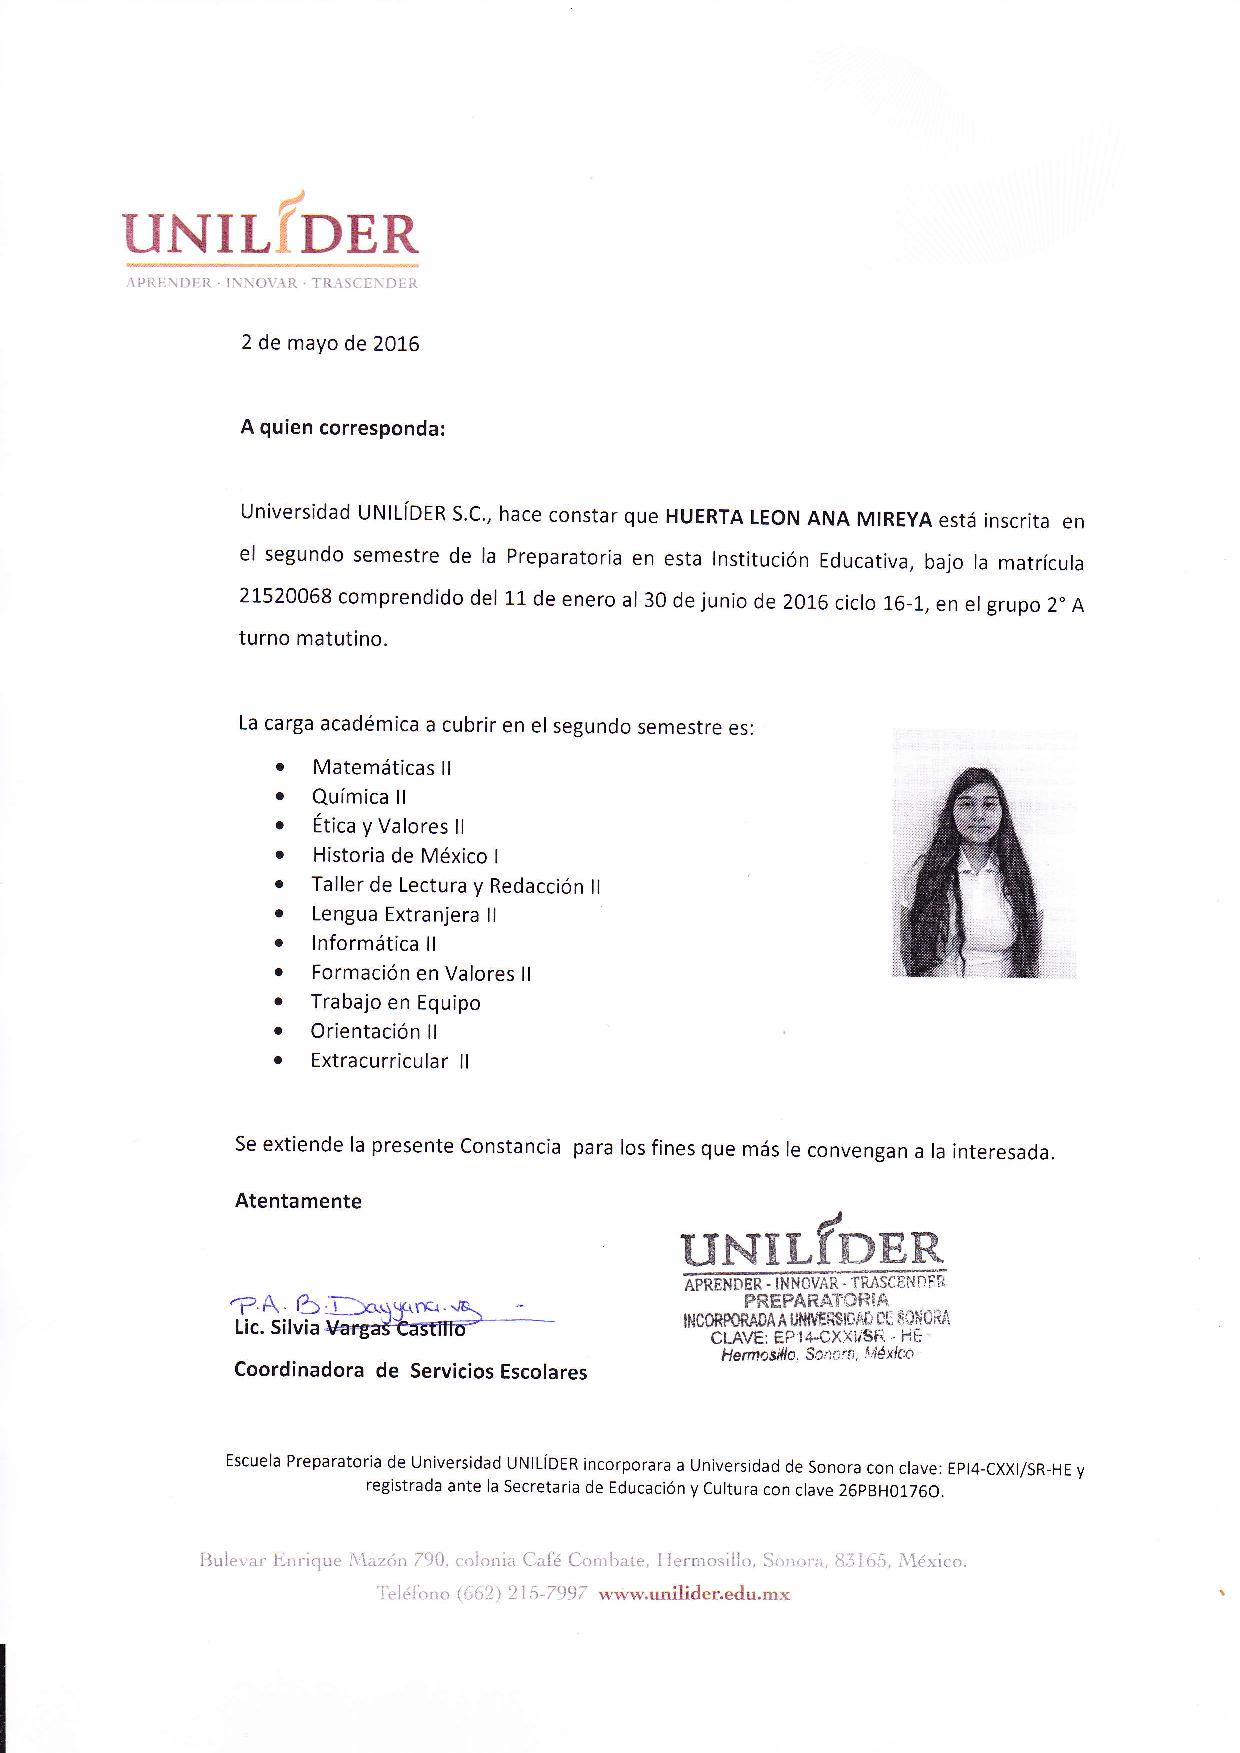 UNILÍDER
APRENDER · INNOVAR · TRASCENDER
2 de mayo de 2016
A quien corresponda:
Universidad UNILÍDER S.C., hace constar que HUERTA LEON ANA MIREYA está inscrita en
el segundo semestre de la Preparatoria en esta Institución Educativa, bajo la matrícula
21520068 comprendido del 11 de enero al 30 de junio de 2016 ciclo 16-1, en el grupo 2° A
turno matutino.
La carga académica a cubrir en el segundo semestre es:
• Matemáticas II
• Química II
• Ética y Valores II
• Historia de México I
• Taller de Lectura y Redacción II
• Lengua Extranjera II
• Informática II
• Formación en Valores II
• Trabajo en Equipo
• Orientación II
• Extracurricular II
Se extiende la presente Constancia para los fines que más le convengan a la interesada.
Atentamente
P.A. B. Dayyana
Lic. Silvia Vargas Castillo
Coordinadora de Servicios Escolares
UNILÍDER
APRENDER - INNOVAR - TRASCENDER
PREPARATORIA
INCORPORADA A UNIVERSIDAD DE SONORA
CLAVE: EP14-CXXI/SR - HE
Hermosillo, Sonora, México
Escuela Preparatoria de Universidad UNILÍDER incorporara a Universidad de Sonora con clave: EPI4-CXXI/SR-HE y
registrada ante la Secretaria de Educación y Cultura con clave 26PBH0176O.
Bulevar Enrique Mazón 790, colonia Café Combate, Hermosillo, Sonora, 83165, México.
Teléfono (662) 215-7997 www.unilider.edu.mx